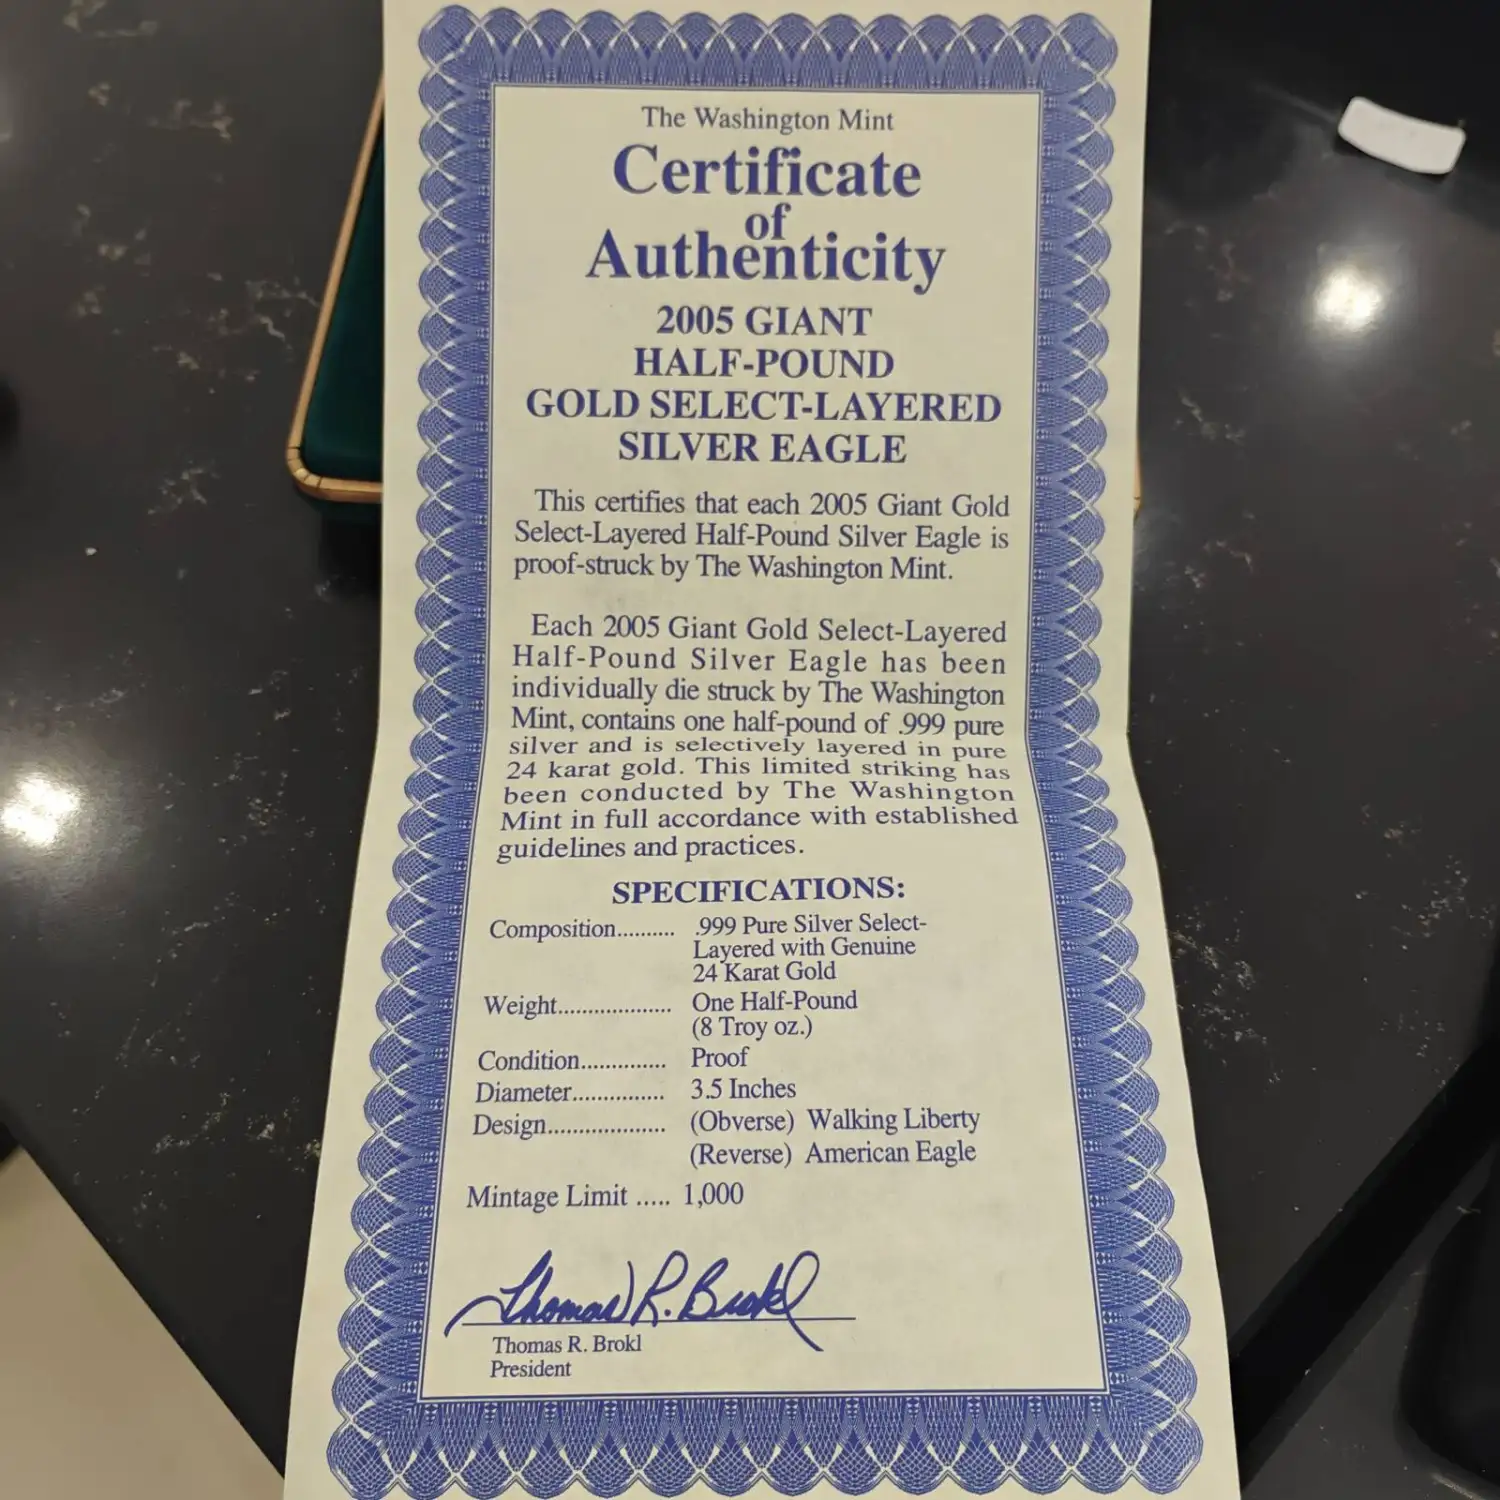 The Washington Mint
Certificate
of
Authenticity
2005 GIANT
HALF-POUND
GOLD SELECT-LAYERED
SILVER EAGLE
This certifies that each 2005 Giant Gold
Select-Layered Half-Pound Silver Eagle is
proof-struck by The Washington Mint.
Each 2005 Giant Gold Select-Layered
Half-Pound Silver Eagle has been
individually die struck by The Washington
Mint, contains one half-pound of .999 pure
silver and is selectively layered in pure
24 karat gold. This limited striking has
been conducted by The Washington
Mint in full accordance with established
guidelines and practices.
SPECIFICATIONS:
Composition.......... .999 Pure Silver Select-
Layered with Genuine
24 Karat Gold
Weight................... One Half-Pound
(8 Troy oz.)
Condition.............. Proof
Diameter............... 3.5 Inches
Design................... (Obverse) Walking Liberty
(Reverse) American Eagle
Mintage Limit ..... 1,000
Thomas R. Brokl
Thomas R. Brokl
President